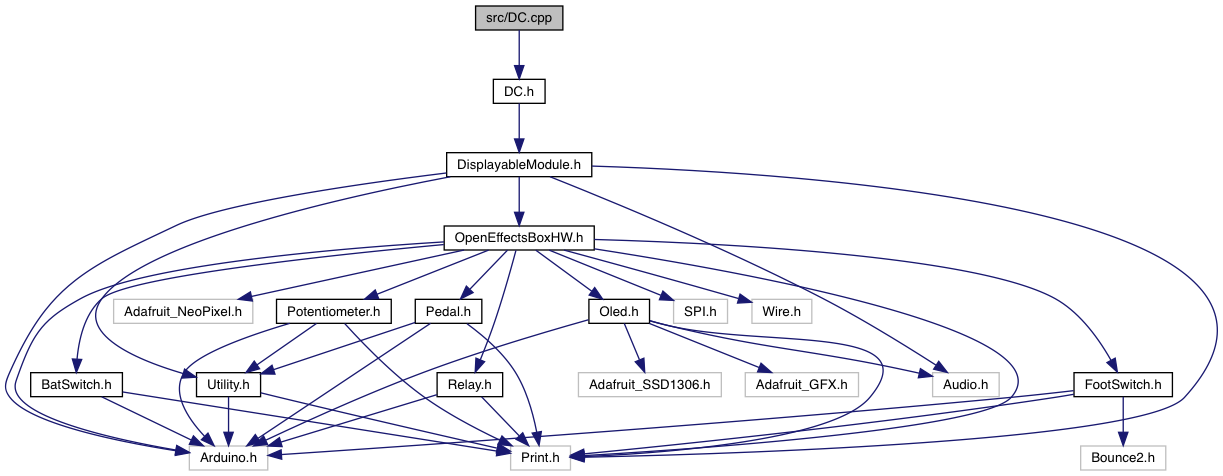 src/DC.cpp
DC.h
DisplayableModule.h
OpenEffectsBoxHW.h
Adafruit_NeoPixel.h
Potentiometer.h
Pedal.h
Oled.h
SPI.h
Wire.h
BatSwitch.h
Utility.h
Relay.h
Adafruit_SSD1306.h
Adafruit_GFX.h
Audio.h
FootSwitch.h
Arduino.h
Print.h
Bounce2.h